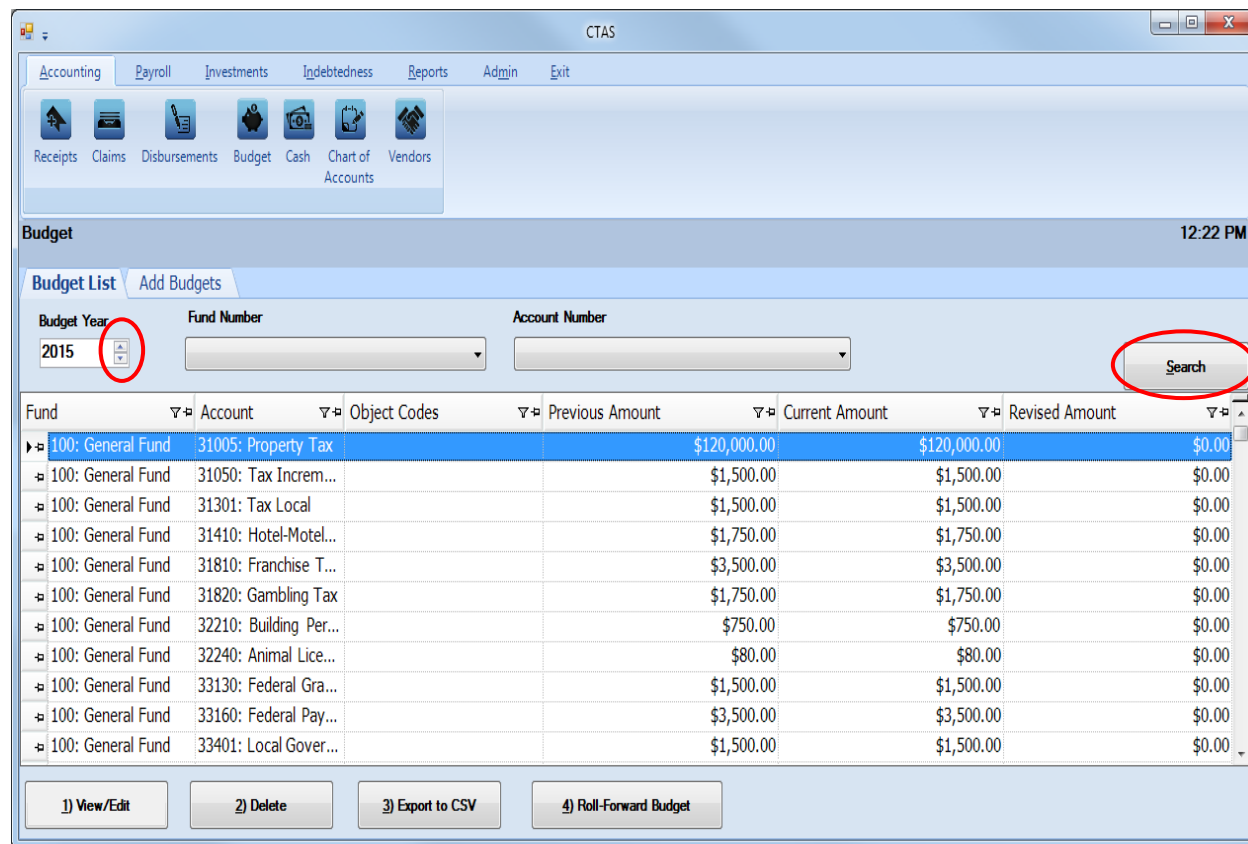 CTAS
Accounting Payroll Investments Indebtedness Reports Admin Exit
Receipts Claims Disbursements Budget Cash Chart of Accounts Vendors
Budget 12:22 PM
Budget List Add Budgets
Budget Year Fund Number Account Number
2015 Search
Fund Account Object Codes Previous Amount Current Amount Revised Amount
100: General Fund 31005: Property Tax $120,000.00 $120,000.00 $0.00
100: General Fund 31050: Tax Increm... $1,500.00 $1,500.00 $0.00
100: General Fund 31301: Tax Local $1,500.00 $1,500.00 $0.00
100: General Fund 31410: Hotel-Motel... $1,750.00 $1,750.00 $0.00
100: General Fund 31810: Franchise T... $3,500.00 $3,500.00 $0.00
100: General Fund 31820: Gambling Tax $1,750.00 $1,750.00 $0.00
100: General Fund 32210: Building Per... $750.00 $750.00 $0.00
100: General Fund 32240: Animal Lice... $80.00 $80.00 $0.00
100: General Fund 33130: Federal Gra... $1,500.00 $1,500.00 $0.00
100: General Fund 33160: Federal Pay... $3,500.00 $3,500.00 $0.00
100: General Fund 33401: Local Gover... $1,500.00 $1,500.00 $0.00
1) View/Edit 2) Delete 3) Export to CSV 4) Roll-Forward Budget